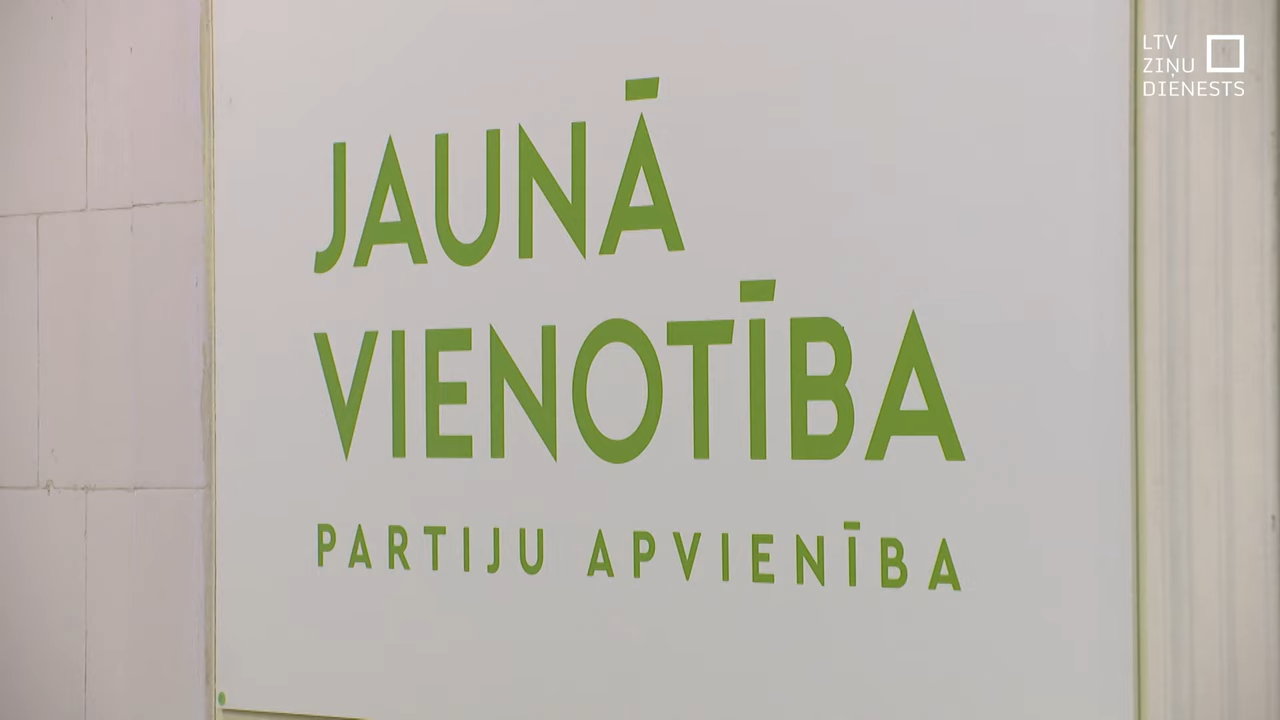 LTV
ZIŅU
DIENESTS
JAUNĀ
VIENOTĪBA
PARTIJU APVIENĪBA